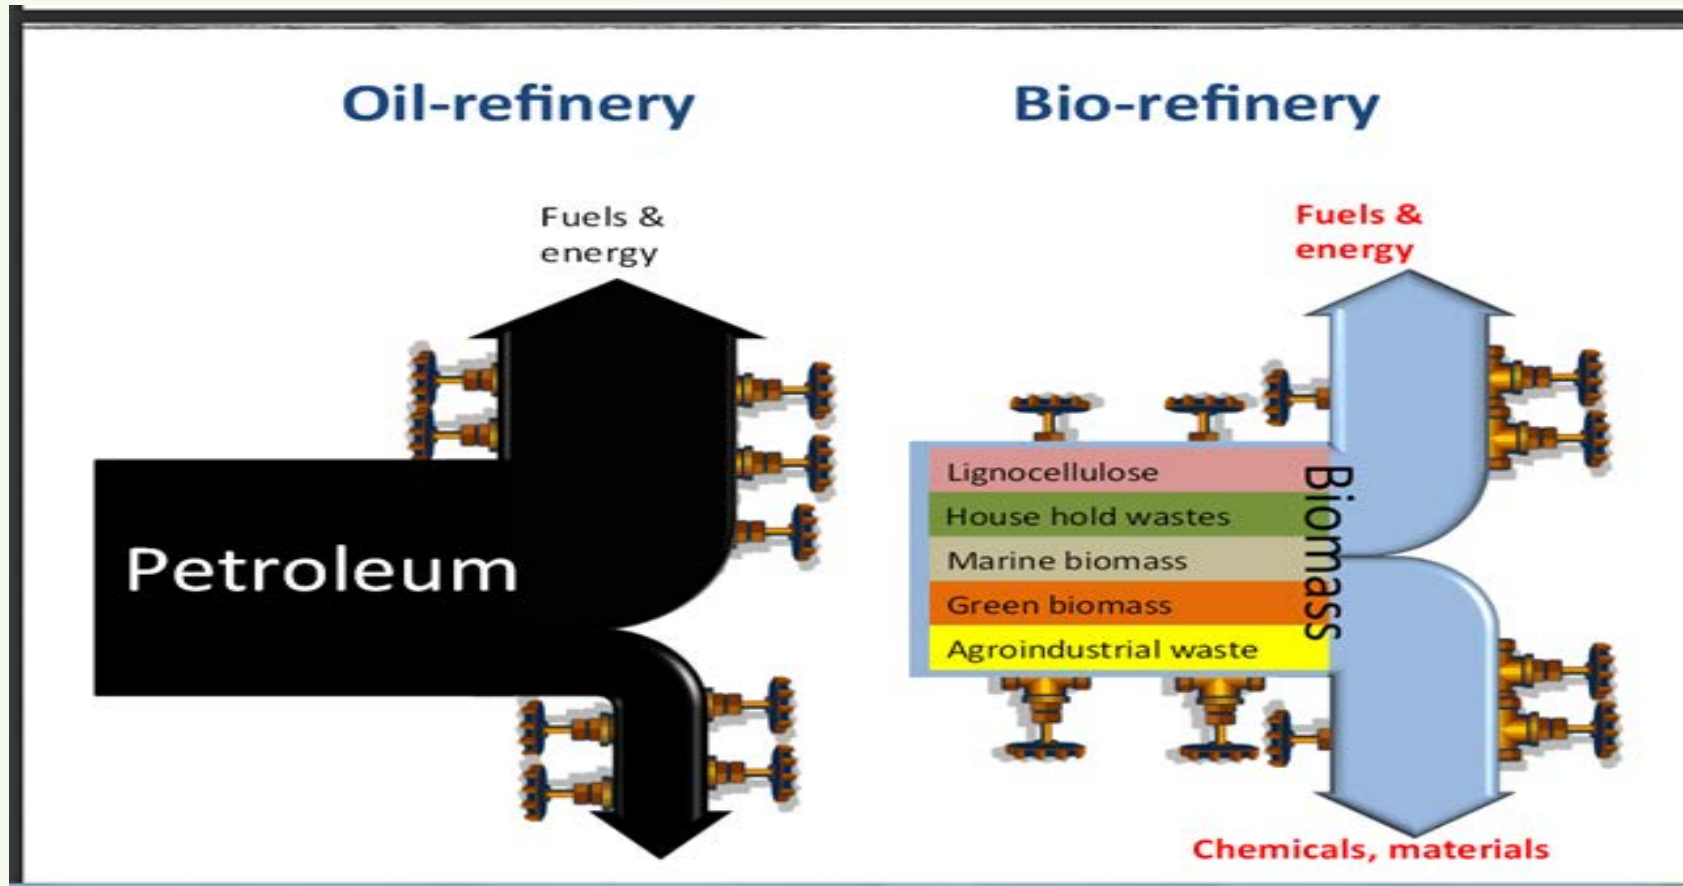 Oil-refinery
Fuels &
energy
Petroleum
Bio-refinery
Fuels &
energy
Lignocellulose
House hold wastes
Marine biomass
Green biomass
Agroindustrial waste
Biomass
Chemicals, materials